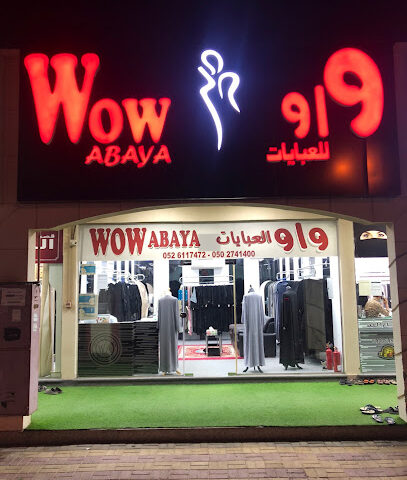 Wow
ABAYA
واو
للعبايات
WOW ABAYA واو العبايات
052 6117472 - 050 2741400